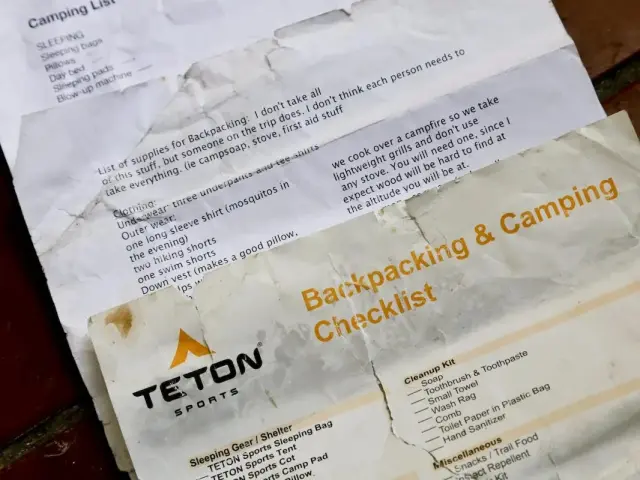 Camping List
SLEEPING
Sleeping bags
Pillows
Day bed
Sleeping pads
Blow-up machine
List of supplies for Backpacking: I don't take all
of this stuff, but someone on the trip does. I don't think each person needs to
take everything. (ie campsoap, stove, first aid stuff
Clothing:
Underwear: three underpants and tee shirts
Outer wear:
one long sleeve shirt (mosquitos in
the evening)
two hiking shorts
one swim shorts
Down vest (makes a good pillow,
we cook over a campfire so we take
lightweight grills and don't use
any stove. You will need one, since I
expect wood will be hard to find at
the altitude you will be at.
Backpacking & Camping
Checklist
TETON
SPORTS
Sleeping Gear / Shelter
TETON Sports Sleeping Bag
TETON Sports Tent
TETON Sports Cot
Sports Camp Pad
Cleanup Kit
Soap
Toothbrush & Toothpaste
Small Towel
Wash Rag
Comb
Toilet Paper in Plastic Bag
Hand Sanitizer
Miscellaneous
Snacks / Trail Food
Repellent